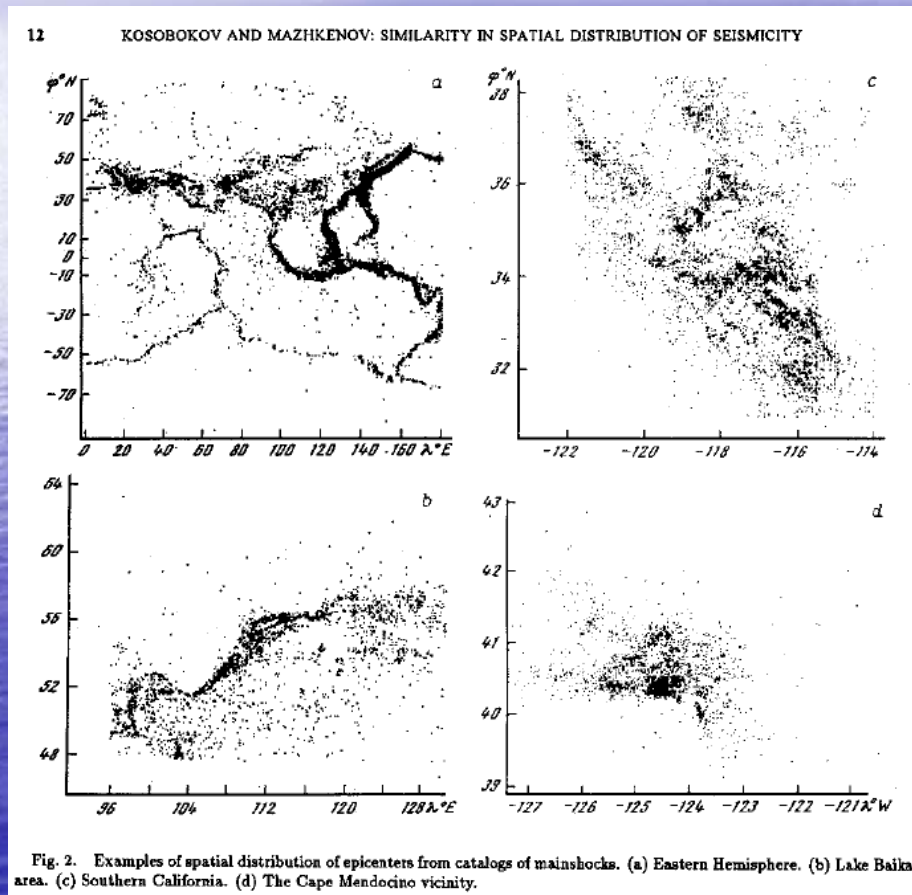 12 KOSOBOKOV AND MAZHKENOV: SIMILARITY IN SPATIAL DISTRIBUTION OF SEISMICITY
φ°N
a
70
50
30
10
0
-10
-30
-50
-70
0 20 40 60 80 100 120 140 -160 λ°E
φ°N
c
38
36
34
32
-122 -120 -118 -116 -114
b
64
60
56
52
48
96 104 112 120 128 λ°E
d
43
42
41
40
39
-127 -126 -125 -124 -123 -122 -121 λ°W
Fig. 2. Examples of spatial distribution of epicenters from catalogs of mainshocks. (a) Eastern Hemisphere. (b) Lake Baika
area. (c) Southern California. (d) The Cape Mendocino vicinity.